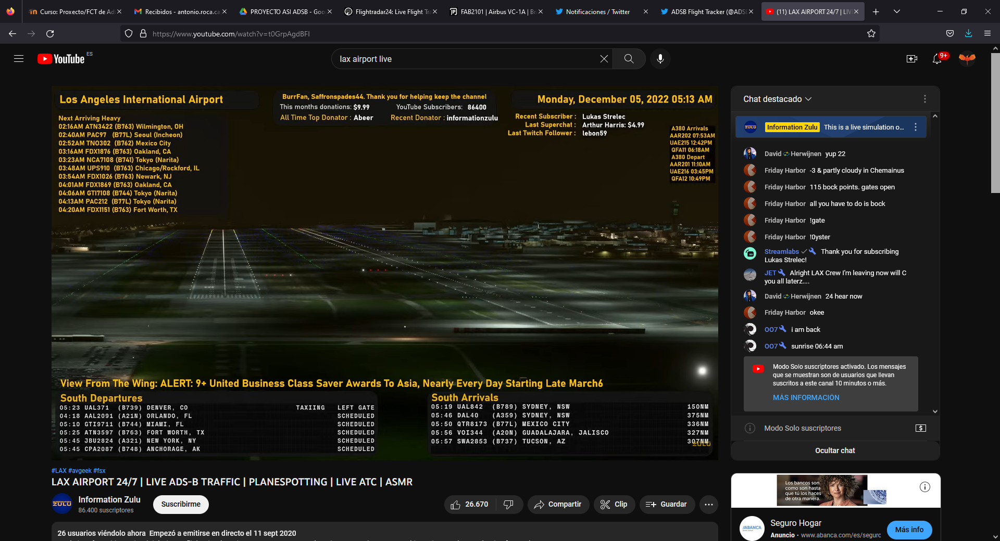 Curso: Proxecto/FCT de Ad
Recibidos - antonio.roca.ca
PROYECTO ASI ADSB - Goo
Flightradar24: Live Flight Tra
FAB2101 | Airbus VC-1A | Br
Notificaciones / Twitter
ADSB Flight Tracker (@ADSB
(11) LAX AIRPORT 24/7 | LIV
https://www.youtube.com/watch?v=t0GrpAgdBFI
YouTube ES
lax airport live
9+
Los Angeles International Airport
Next Arriving Heavy
02:16AM ATN3422 (B763) Wilmington, OH
02:40AM PAC97 (B77L) Seoul (Incheon)
02:52AM TNO302 (B762) Mexico City
03:16AM FDX1876 (B763) Oakland, CA
03:23AM NCA7108 (B741) Tokyo (Narita)
03:48AM UPS910 (B763) Chicago/Rockford, IL
03:54AM FDX1026 (B763) Newark, NJ
04:01AM FDX1869 (B763) Oakland, CA
04:06AM GTI7108 (B744) Tokyo (Narita)
04:13AM PAC212 (B77L) Tokyo (Narita)
04:20AM FDX1151 (B763) Fort Worth, TX
BurrFan, Saffronspades44. Thank you for helping keep the channel
This months donations: $9.99 YouTube Subscribers: 86400
All Time Top Donator : Abeer Recent Donator : informationzulu
Monday, December 05, 2022 05:13 AM
Recent Subscriber : Lukas Strelec
Last Superchat : Arthur Harris: $4.99
Last Twitch Follower : lebon59
A380 Arrivals
AAR202 07:53AM
UAE215 12:42PM
QFA11 06:18AM
A380 Depart
AAR201 11:10AM
UAE216 03:45PM
QFA12 10:49PM
View From The Wing: ALERT: 9+ United Business Class Saver Awards To Asia, Nearly Every Day Starting Late March6
South Departures
05:23 UAL371 (B739) DENVER, CO TAXIING LEFT GATE
04:18 AAL2091 (A21N) ORLANDO, FL SCHEDULED
05:10 GTI9711 (B744) MIAMI, FL SCHEDULED
05:25 ATN3597 (B763) FORT WORTH, TX SCHEDULED
05:45 JBU2824 (A321) NEW YORK, NY SCHEDULED
05:45 CPA2087 (B748) ANCHORAGE, AK SCHEDULED
South Arrivals
05:19 UAL842 (B789) SYDNEY, NSW 150NM
05:46 DAL40 (A359) SYDNEY, NSW 375NM
05:50 QTR8173 (B77L) MEXICO CITY 336NM
05:56 VOI344 (A20N) GUADALAJARA, JALISCO 327NM
05:57 SWA2853 (B737) TUCSON, AZ 307NM
ZULU
#LAX #avgeek #fsx
LAX AIRPORT 24/7 | LIVE ADS-B TRAFFIC | PLANESPOTTING | LIVE ATC | ASMR
ZULU
Information Zulu
86.400 suscriptores
Suscribirme
26.670
Compartir
Clip
Guardar
26 usuarios viéndolo ahora Empezó a emitirse en directo el 11 sept 2020
Chat destacado
ZULU Information Zulu This is a live simulation o...
David Herwijnen yup 22
Friday Harbor -3 & partly cloudy in Chemainus
Friday Harbor 115 bock points. gates open
Friday Harbor all you have to do is bock
Friday Harbor !gate
Friday Harbor !0yster
Streamlabs Thank you for subscribing
Lukas Strelec!
JET Alright LAX Crew I'm leaving now will C
you all laterz....
David Herwijnen 24 hear now
Friday Harbor okee
OO7 i am back
OO7 sunrise 06:44 am
Modo Solo suscriptores activado. Los mensajes
que se muestran son de usuarios que llevan
suscritos a este canal 10 minutos o más.
MÁS INFORMACIÓN
Modo Solo suscriptores
Ocultar chat
Los bancos son
como son hasta
que tú los haces
de otra manera.
//ABANCA
Seguro Hogar
Anuncio · www.abanca.com/es/seguro
Más info